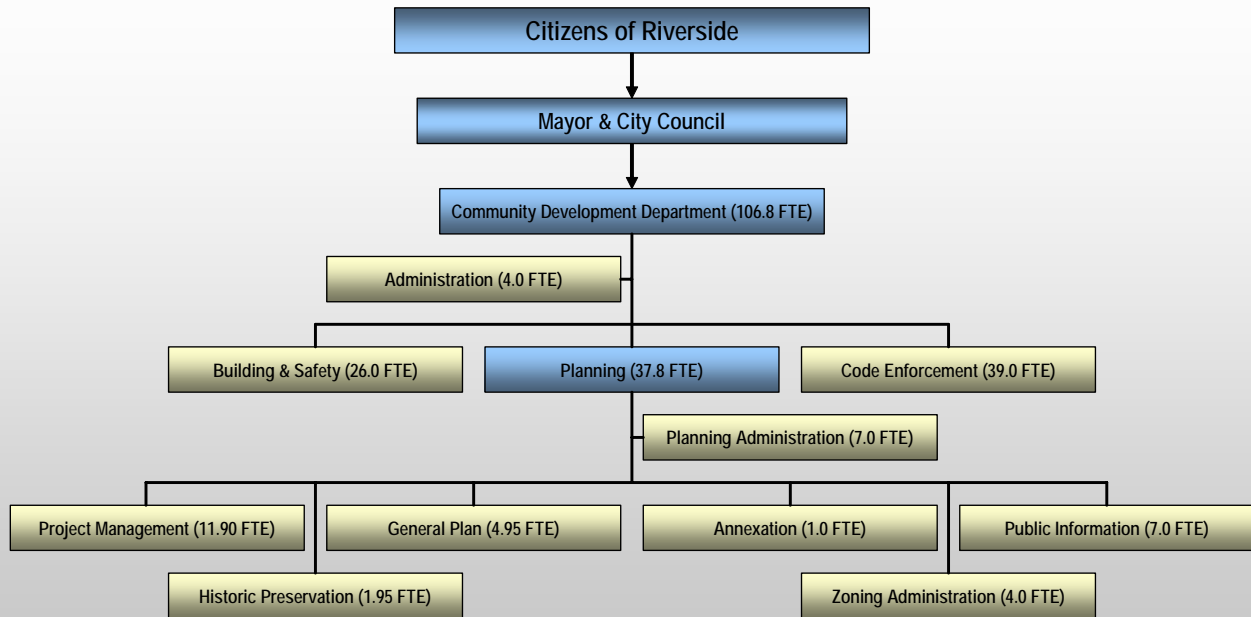 Citizens of Riverside
Mayor & City Council
Community Development Department (106.8 FTE)
Administration (4.0 FTE)
Building & Safety (26.0 FTE)
Planning (37.8 FTE)
Code Enforcement (39.0 FTE)
Planning Administration (7.0 FTE)
Project Management (11.90 FTE)
General Plan (4.95 FTE)
Annexation (1.0 FTE)
Public Information (7.0 FTE)
Historic Preservation (1.95 FTE)
Zoning Administration (4.0 FTE)